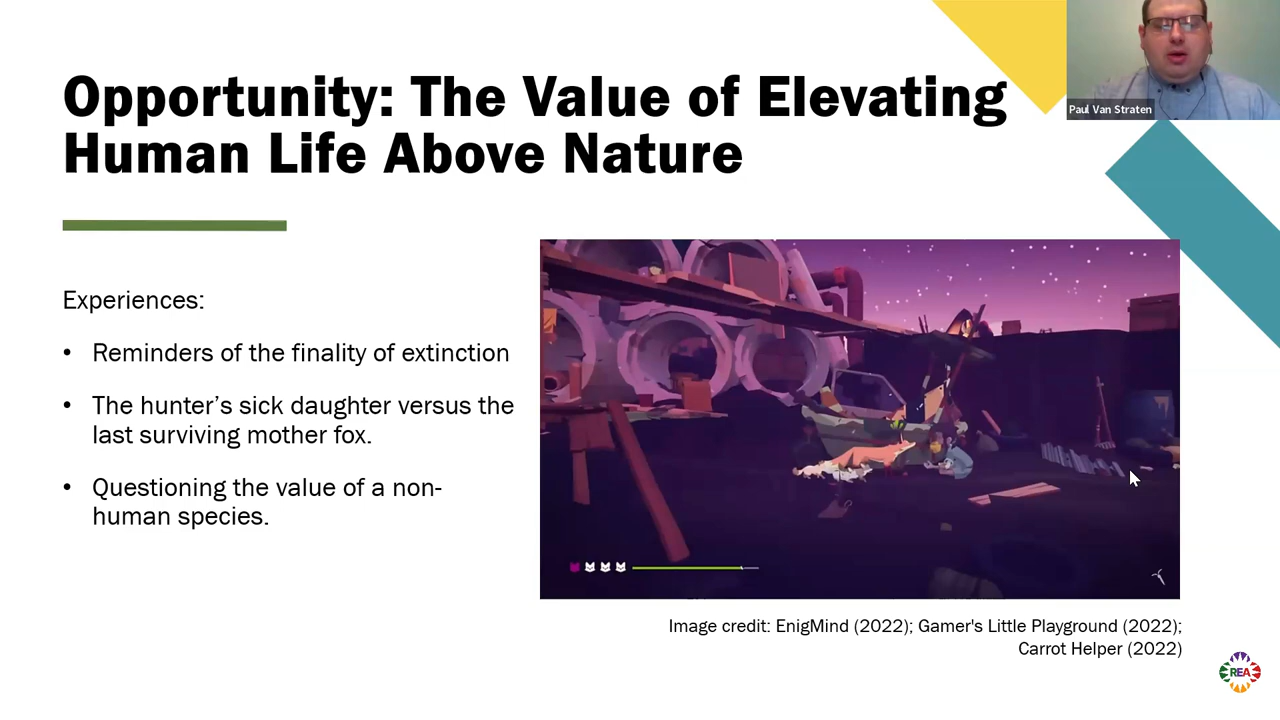 Opportunity: The Value of Elevating
Human Life Above Nature
Paul Van Straten
Experiences:
• Reminders of the finality of extinction
• The hunter’s sick daughter versus the
last surviving mother fox.
• Questioning the value of a non-
human species.
Image credit: EnigMind (2022); Gamer's Little Playground (2022);
Carrot Helper (2022)
REA